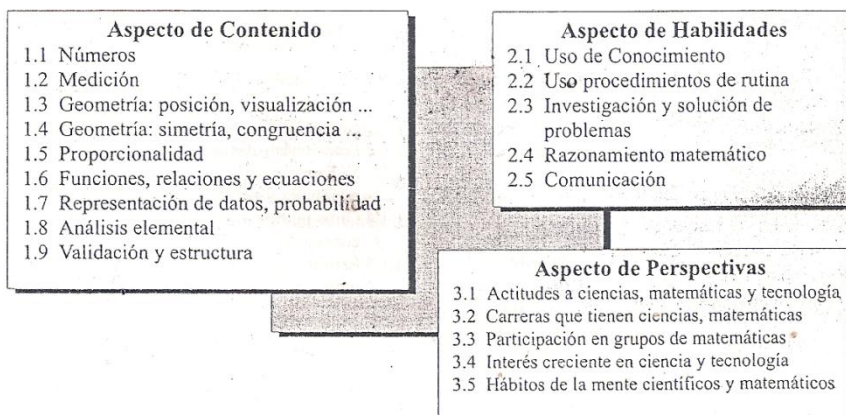 Aspecto de Contenido
1.1 Números
1.2 Medición
1.3 Geometría: posición, visualización ...
1.4 Geometría: simetría, congruencia ...
1.5 Proporcionalidad
1.6 Funciones, relaciones y ecuaciones
1.7 Representación de datos, probabilidad
1.8 Análisis elemental
1.9 Validación y estructura
Aspecto de Habilidades
2.1 Uso de Conocimiento
2.2 Uso procedimientos de rutina
2.3 Investigación y solución de
problemas
2.4 Razonamiento matemático
2.5 Comunicación
Aspecto de Perspectivas
3.1 Actitudes a ciencias, matemáticas y tecnología
3.2 Carreras que tienen ciencias, matemáticas
3.3 Participación en grupos de matemáticas
3.4 Interés creciente en ciencia y tecnología
3.5 Hábitos de la mente científicos y matemáticos